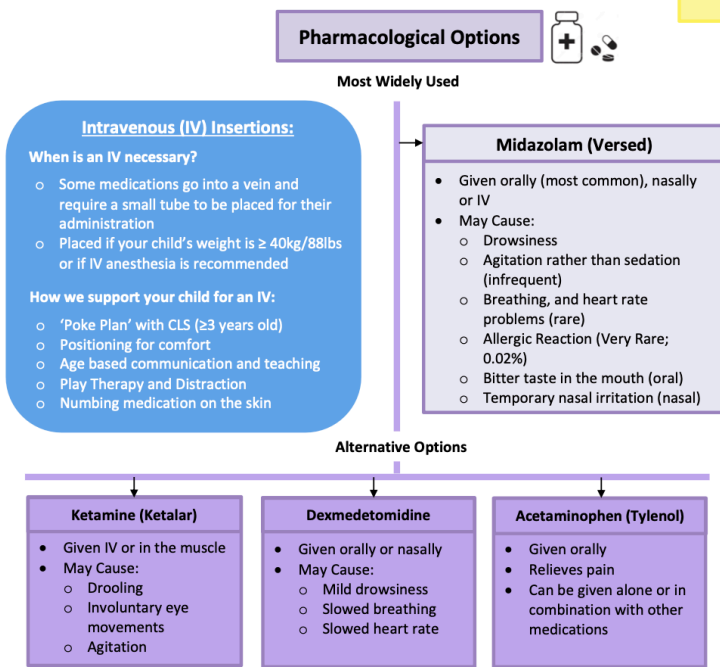 Pharmacological Options
Most Widely Used
Intravenous (IV) Insertions:
When is an IV necessary?
o Some medications go into a vein and
require a small tube to be placed for their
administration
o Placed if your child's weight is ≥ 40kg/88lbs
or if IV anesthesia is recommended
How we support your child for an IV:
o 'Poke Plan' with CLS (≥3 years old)
o Positioning for comfort
o Age based communication and teaching
o Play Therapy and Distraction
o Numbing medication on the skin
Midazolam (Versed)
• Given orally (most common), nasally
or IV
• May Cause:
o Drowsiness
o Agitation rather than sedation
(infrequent)
o Breathing, and heart rate
problems (rare)
o Allergic Reaction (Very Rare;
0.02%)
o Bitter taste in the mouth (oral)
o Temporary nasal irritation (nasal)
Alternative Options
Ketamine (Ketalar)
• Given IV or in the muscle
• May Cause:
o Drooling
o Involuntary eye
movements
o Agitation
Dexmedetomidine
• Given orally or nasally
• May Cause:
o Mild drowsiness
o Slowed breathing
o Slowed heart rate
Acetaminophen (Tylenol)
• Given orally
• Relieves pain
• Can be given alone or in
combination with other
medications